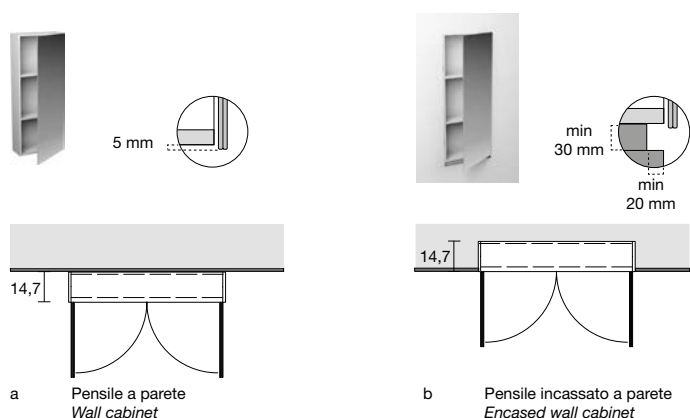 5 mm
min
30 mm
min
20 mm
14,7
14,7
a Pensile a parete
Wall cabinet
b Pensile incassato a parete
Encased wall cabinet